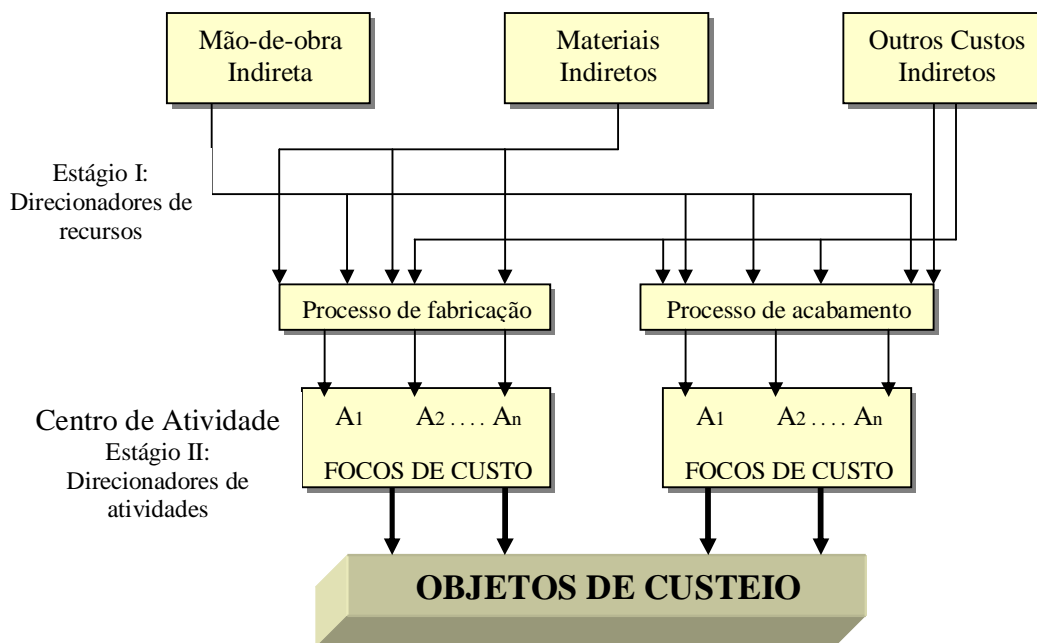 Mão-de-obra
Indireta
Materiais
Indiretos
Outros Custos
Indiretos
Estágio I:
Direcionadores de
recursos
Processo de fabricação
Processo de acabamento
Centro de Atividade
Estágio II:
Direcionadores de
atividades
A1 A2 .... An
FOCOS DE CUSTO
A1 A2 .... An
FOCOS DE CUSTO
OBJETOS DE CUSTEIO